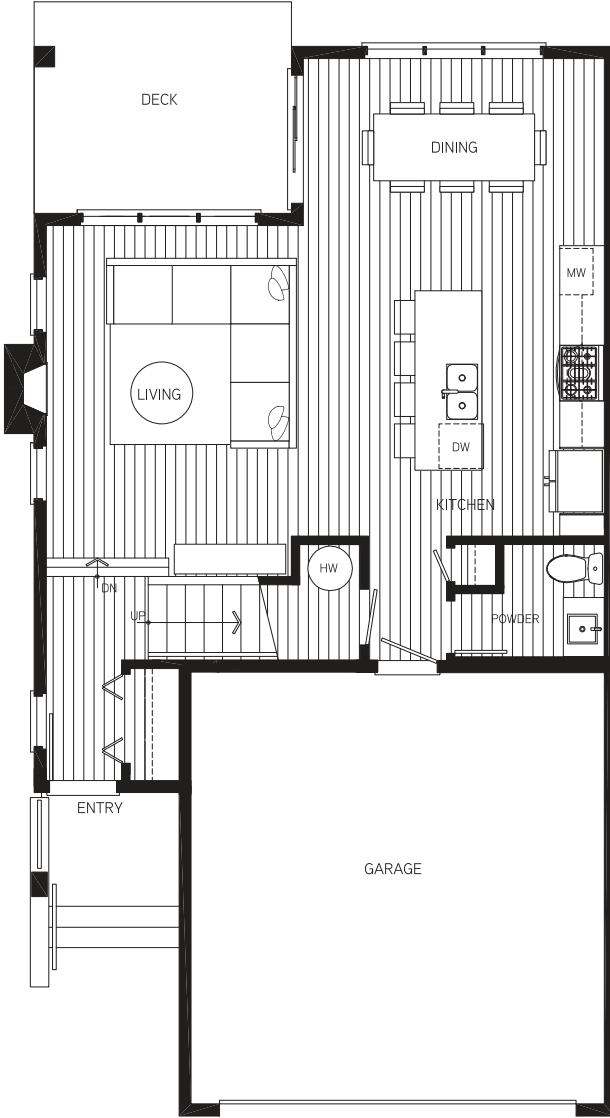 DECK
DINING
MW
LIVING
DW
KITCHEN
HW
DN
UP
POWDER
ENTRY
GARAGE